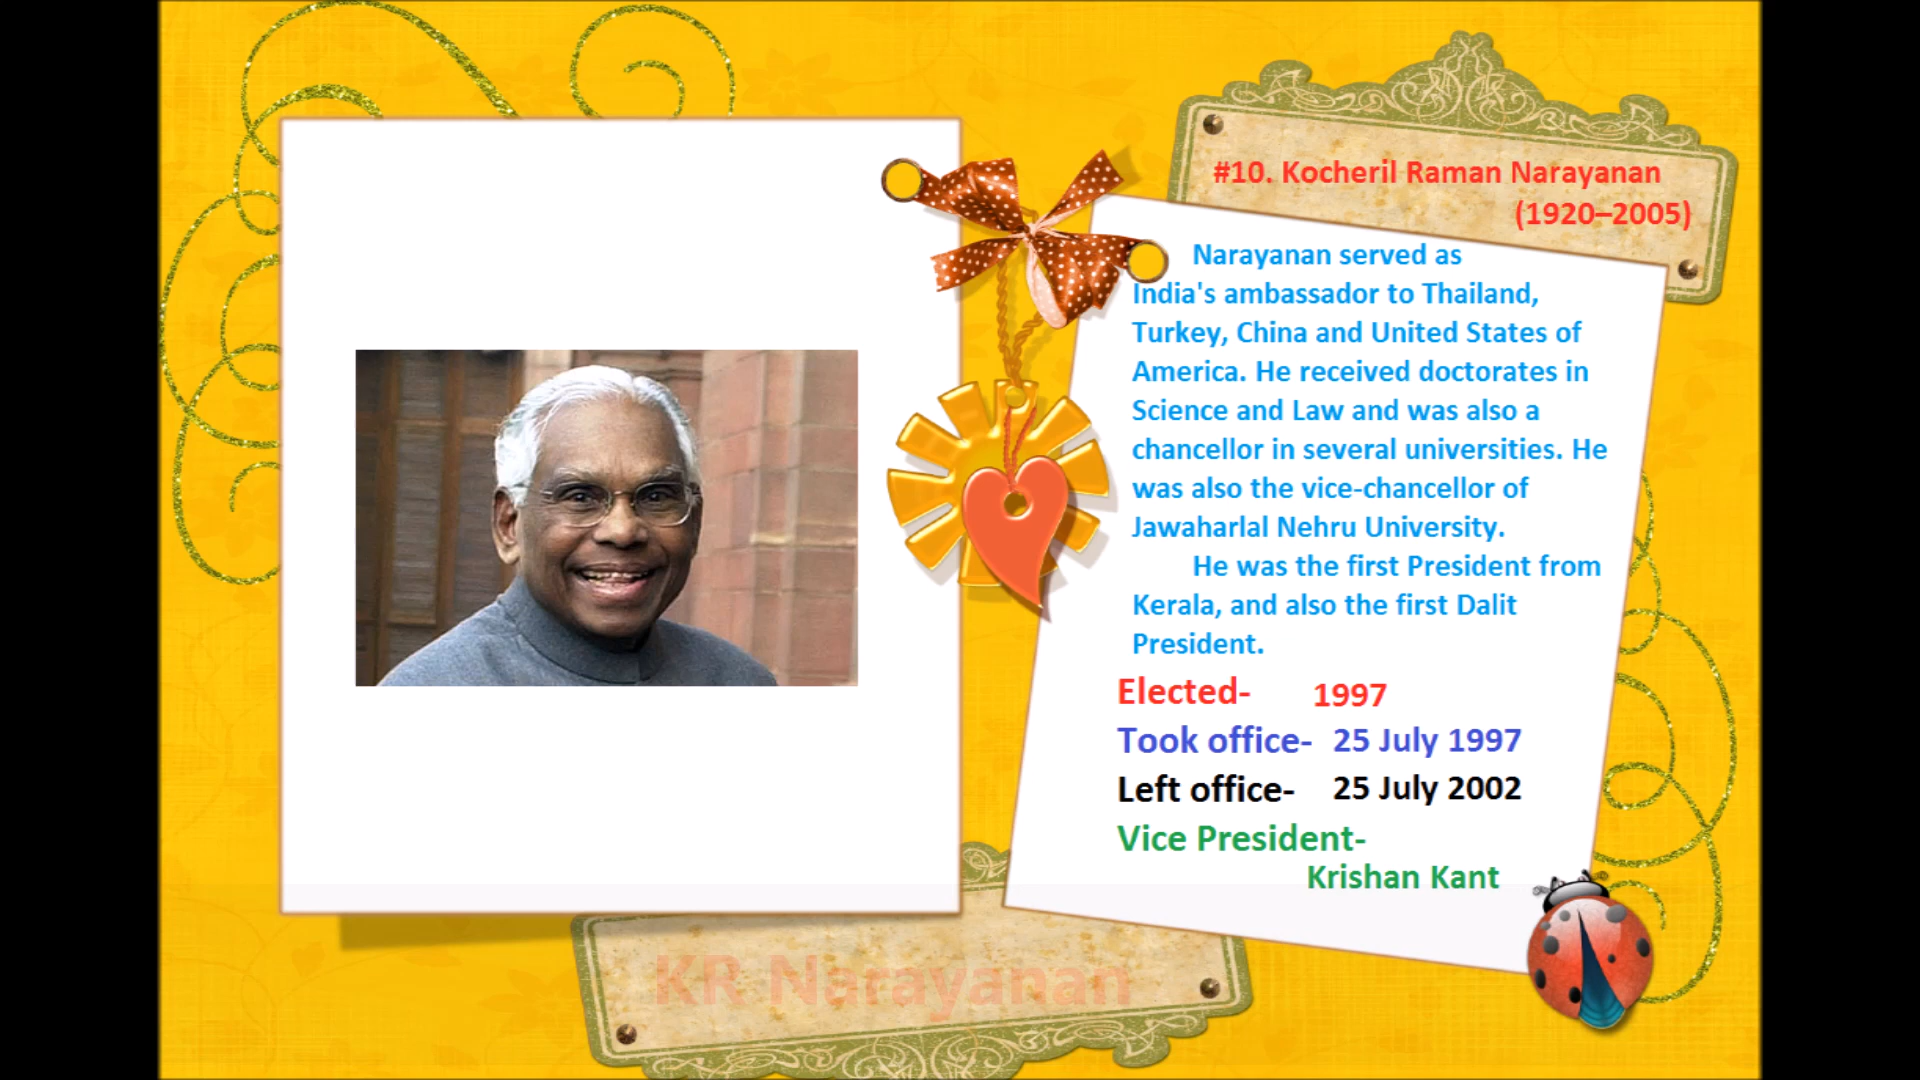 #10. Kocheril Raman Narayanan
(1920–2005)
Narayanan served as
India's ambassador to Thailand,
Turkey, China and United States of
America. He received doctorates in
Science and Law and was also a
chancellor in several universities. He
was also the vice-chancellor of
Jawaharlal Nehru University.
He was the first President from
Kerala, and also the first Dalit
President.
Elected- 1997
Took office- 25 July 1997
Left office- 25 July 2002
Vice President-
Krishan Kant
KR Narayanan